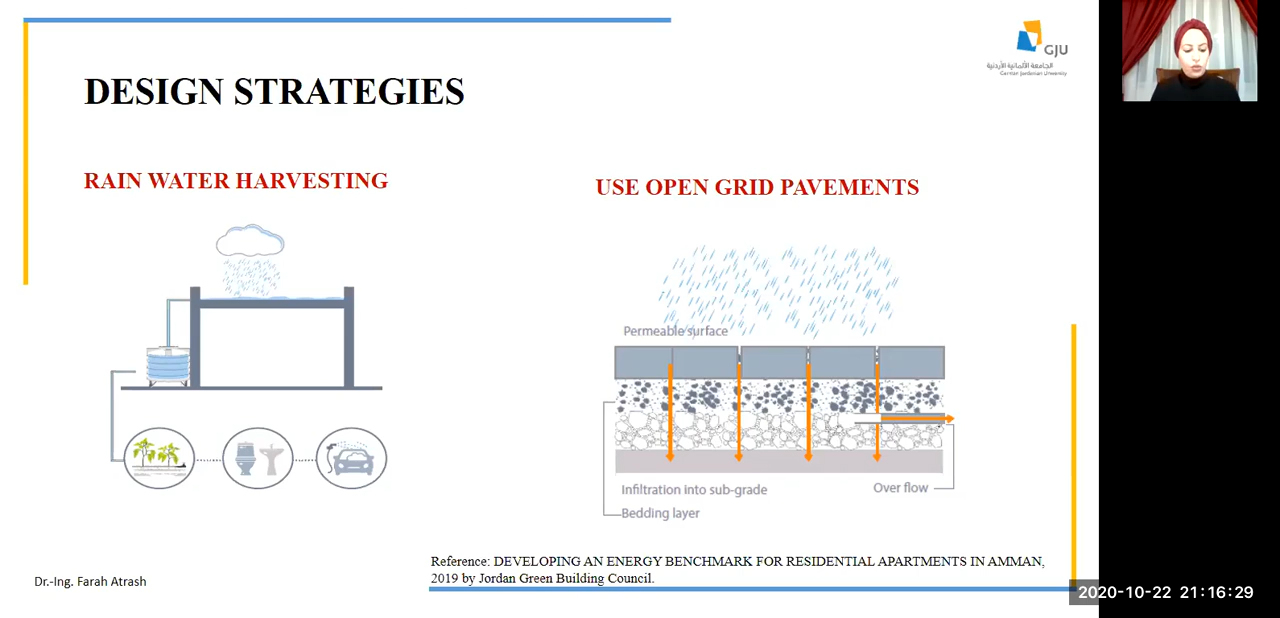 GJU
الجامعة الألمانية الأردنية
German Jordanian University
DESIGN STRATEGIES
RAIN WATER HARVESTING
USE OPEN GRID PAVEMENTS
Permeable surface
Infiltration into sub-grade
Over flow
Bedding layer
Reference: DEVELOPING AN ENERGY BENCHMARK FOR RESIDENTIAL APARTMENTS IN AMMAN,
2019 by Jordan Green Building Council.
Dr.-Ing. Farah Atrash
2020-10-22 21:16:29